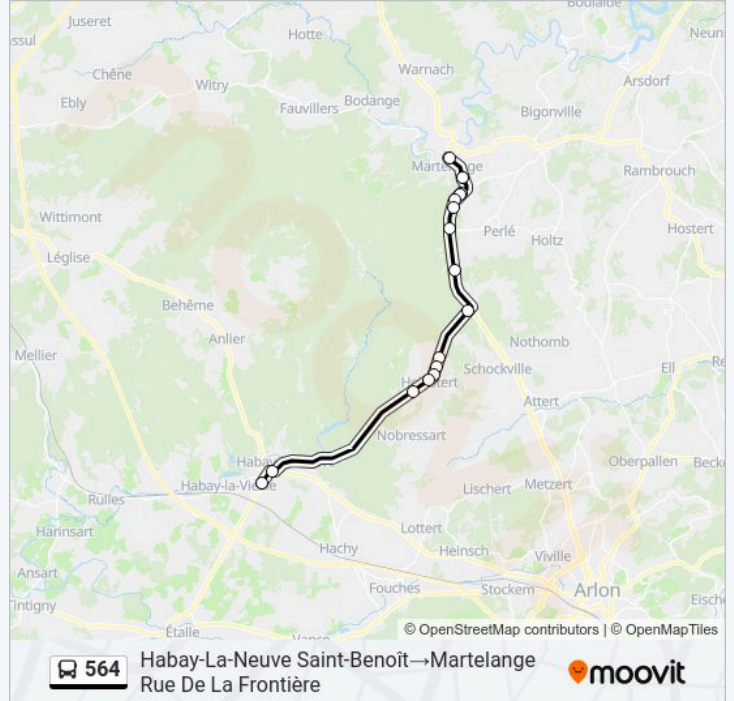 Boulaide
Juseret
Neun
Hotte
assul
Warnach
Chêne
Witry
Arsdorf
Ebly
Bodange
Fauvillers
Bigonville
Martelange
Rambrouch
Wittimont
Perlé
Hostert
Holtz
Léglise
Behême
Anlier
Nothomb
Mellier
Schockville
Ell
Re
Attert
Nobressart
Habay
Oberpallen
Beck
Habay-la-Vieille
Lischert
Metzert
Rulles
Harinsart
Lottert
Hachy
Heinsch
Viville
Ansart
Fouches
Stockem
Arlon
Eische
Tintigny
Étalle
Vance
© OpenStreetMap contributors | © OpenMapTiles
564
Habay-La-Neuve Saint-Benoît→Martelange
Rue De La Frontière
moovit